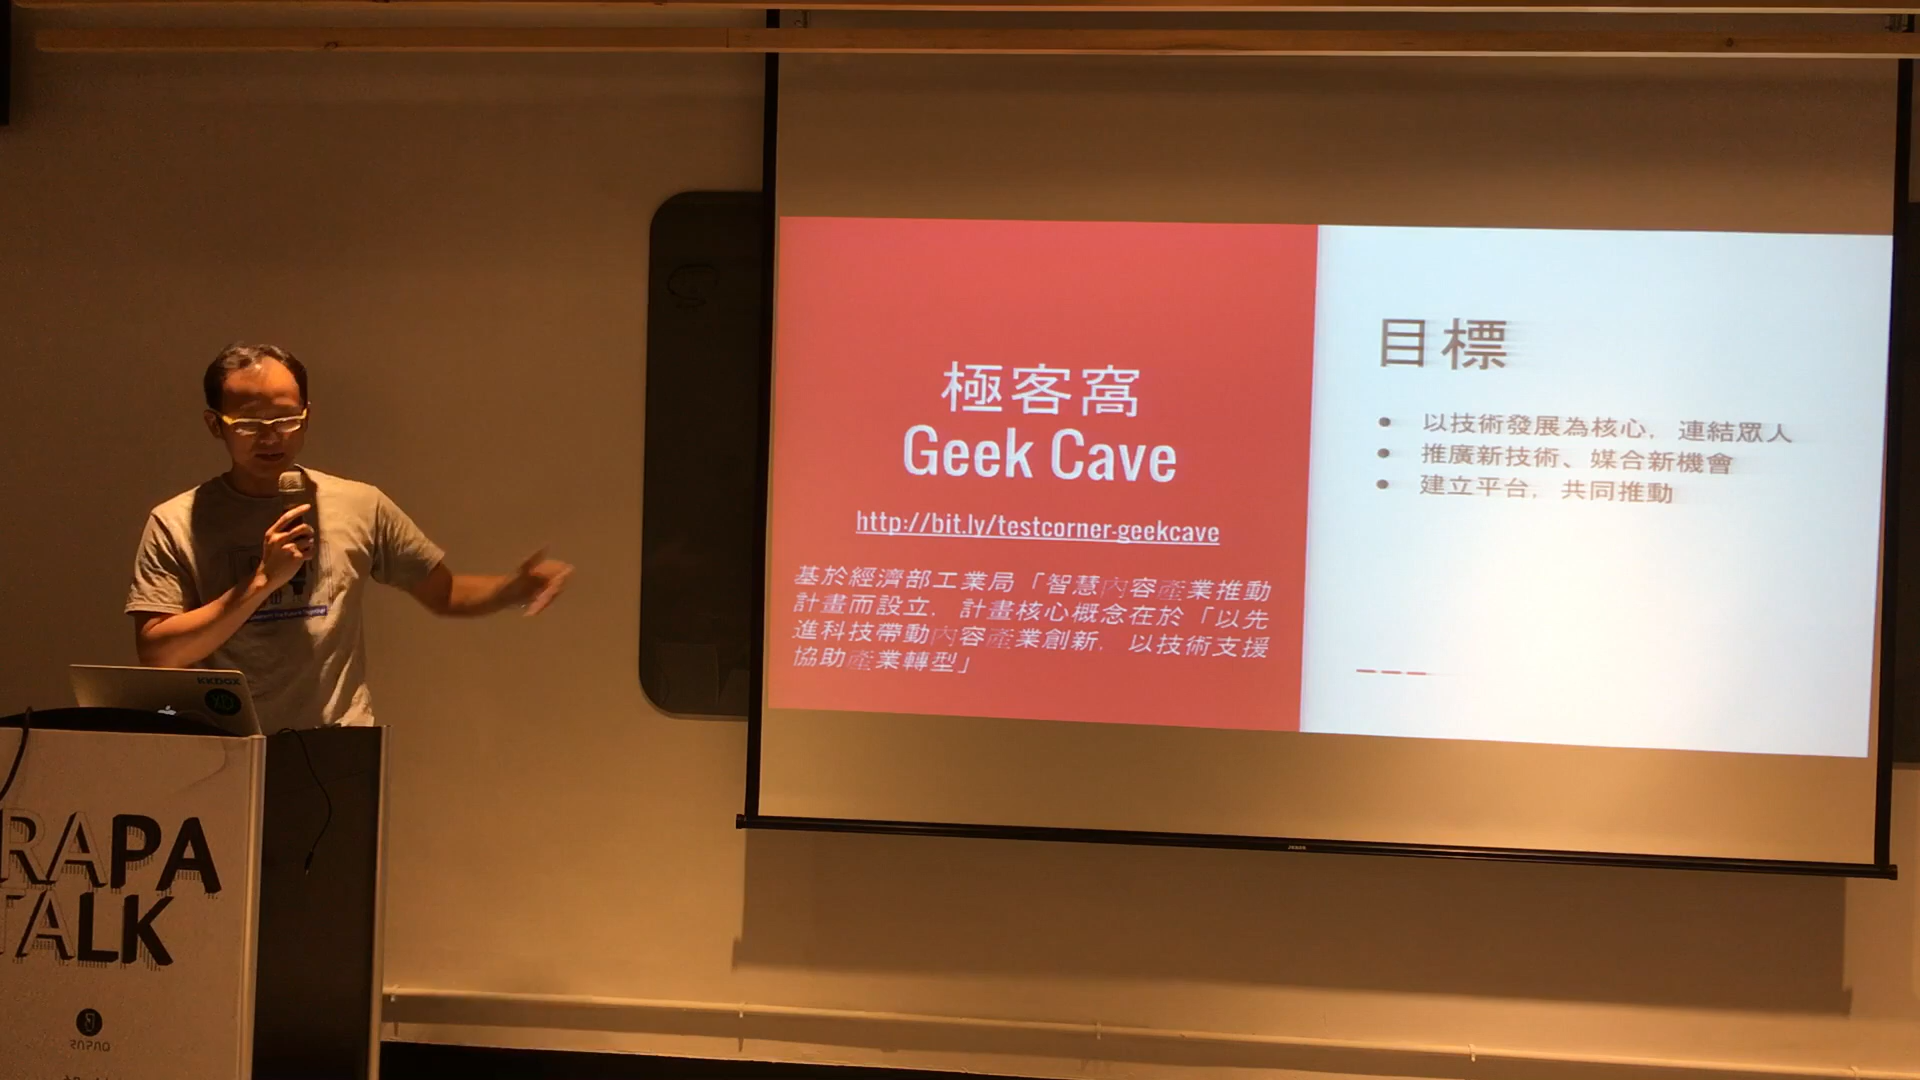 極客窩
Geek Cave
http://bit.ly/testcorner-geekcave
基於經濟部工業局「智慧內容產業推動
計畫而設立，計畫核心概念在於「以先
進科技帶動內容產業創新，以技術支援
協助產業轉型」
目標
● 以技術發展為核心，連結眾人
● 推廣新技術、媒合新機會
● 建立平台，共同推動
KKBOX
RAPA
TALK